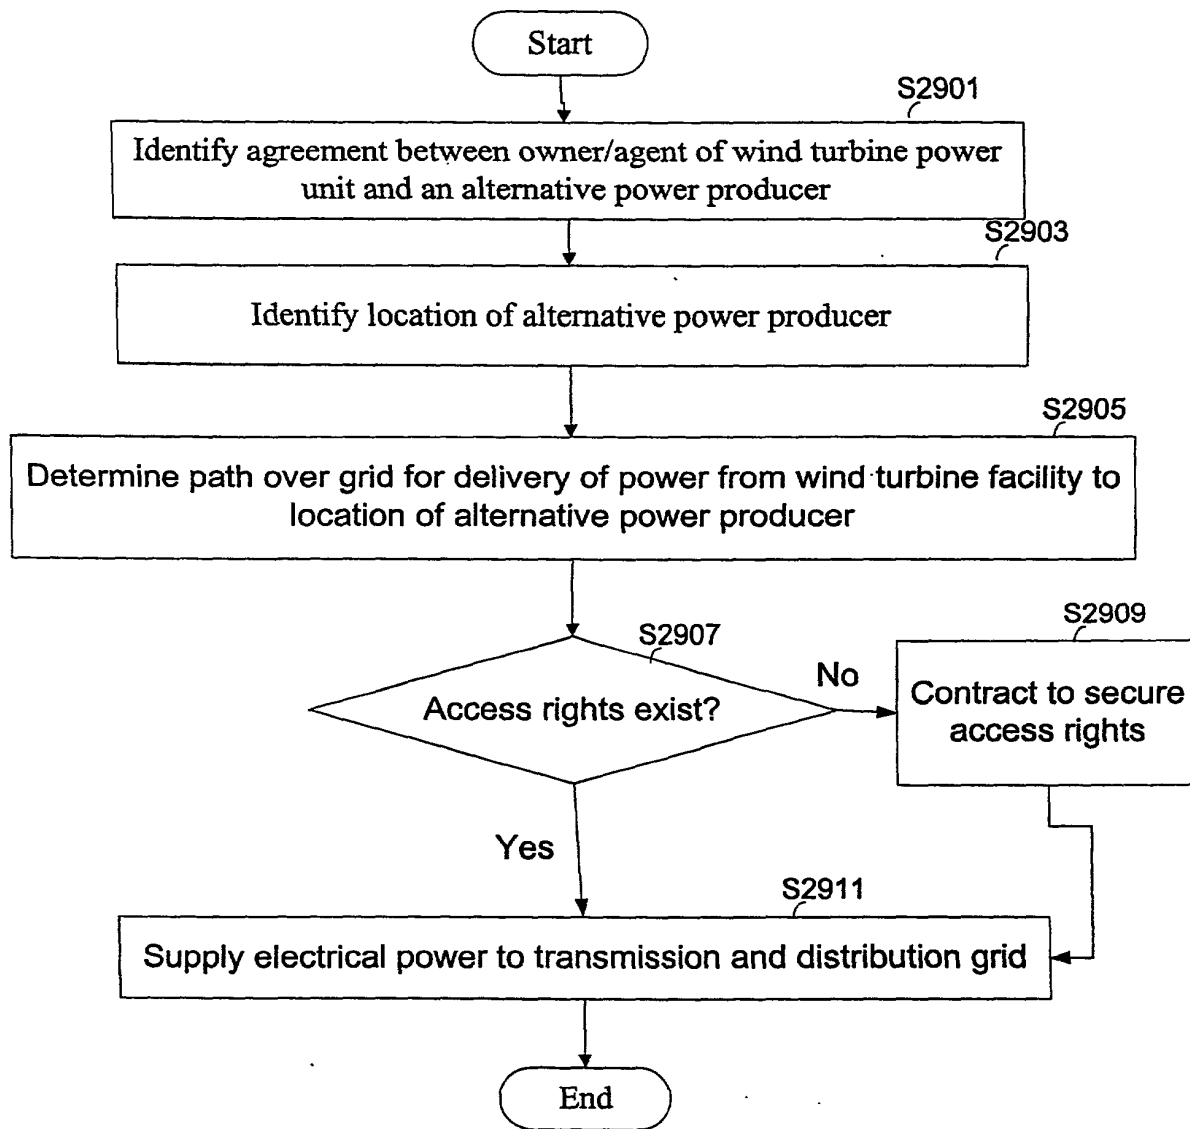 Start
S2901
Identify agreement between owner/agent of wind turbine power
unit and an alternative power producer
S2903
Identify location of alternative power producer
S2905
Determine path over grid for delivery of power from wind turbine facility to
location of alternative power producer
S2907
Access rights exist?
No
S2909
Contract to secure
access rights
Yes
S2911
Supply electrical power to transmission and distribution grid
End